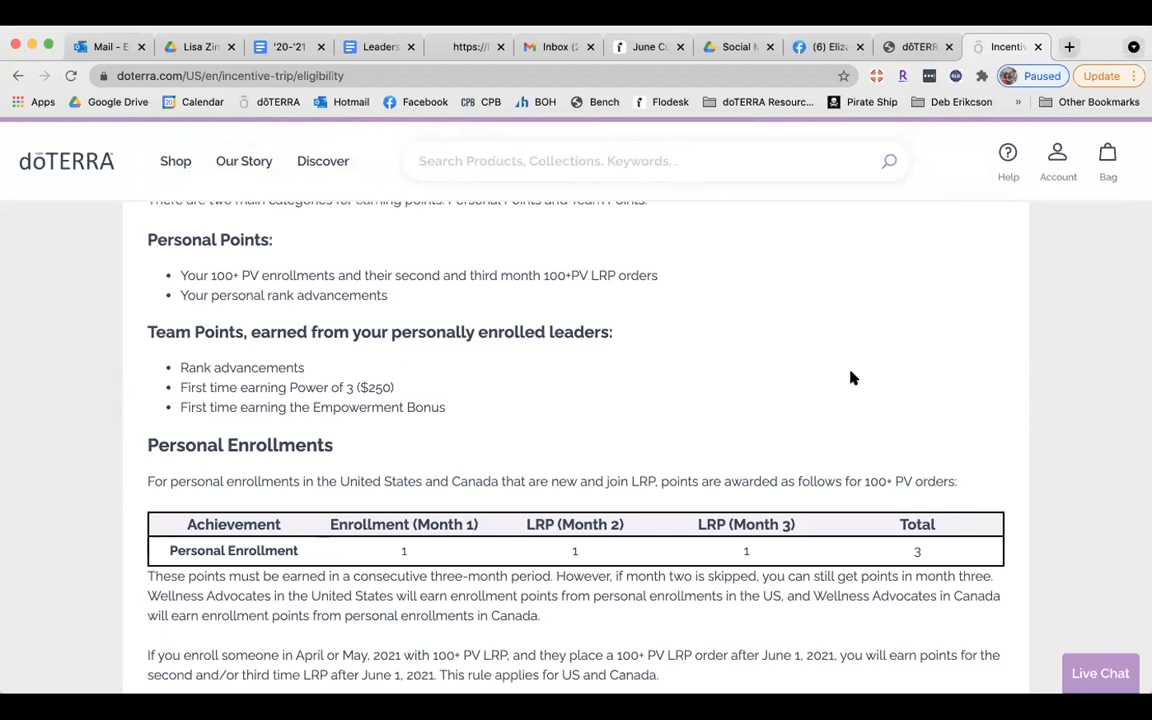 Mail - E
Lisa Zin
'20-'21
Leaders
https://l
Inbox (2
June C
Social M
(6) Eliza
dōTERR
Incentiv
doterra.com/US/en/incentive-trip/eligibility
Paused
Update
Apps
Google Drive
Calendar
dōTERRA
Hotmail
Facebook
CPB CPB
BOH
Bench
Flodesk
doTERRA Resourc...
Pirate Ship
Deb Erikson
»
Other Bookmarks
dōTERRA
Shop
Our Story
Discover
Search Products, Collections, Keywords...
Help
Account
Bag
There are two main categories for earning points: Personal Points and Team Points.
Personal Points:
• Your 100+ PV enrollments and their second and third month 100+PV LRP orders
• Your personal rank advancements
Team Points, earned from your personally enrolled leaders:
• Rank advancements
• First time earning Power of 3 ($250)
• First time earning the Empowerment Bonus
Personal Enrollments
For personal enrollments in the United States and Canada that are new and join LRP, points are awarded as follows for 100+ PV orders:
Achievement Enrollment (Month 1) LRP (Month 2) LRP (Month 3) Total
Personal Enrollment 1 1 1 3
These points must be earned in a consecutive three-month period. However, if month two is skipped, you can still get points in month three.
Wellness Advocates in the United States will earn enrollment points from personal enrollments in the US, and Wellness Advocates in Canada
will earn enrollment points from personal enrollments in Canada.
If you enroll someone in April or May, 2021 with 100+ PV LRP, and they place a 100+ PV LRP order after June 1, 2021, you will earn points for the
second and/or third time LRP after June 1, 2021. This rule applies for US and Canada.
Live Chat